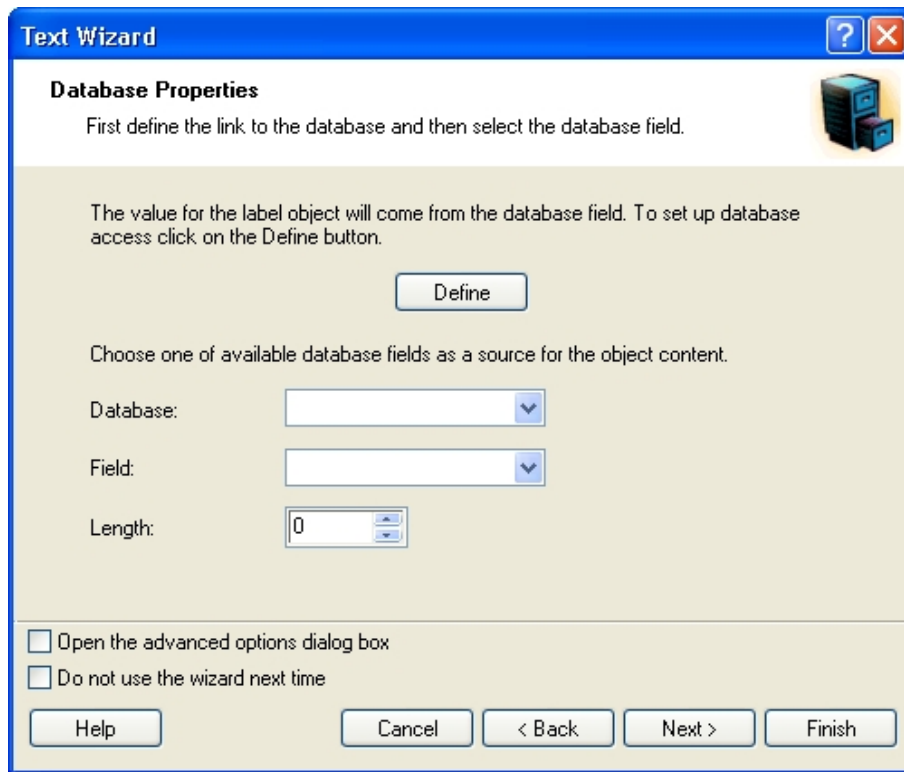 Text Wizard
Database Properties
First define the link to the database and then select the database field.
The value for the label object will come from the database field. To set up database
access click on the Define button.
Define
Choose one of available database fields as a source for the object content.
Database:
Field:
Length: 0
Open the advanced options dialog box
Do not use the wizard next time
Help Cancel < Back Next > Finish